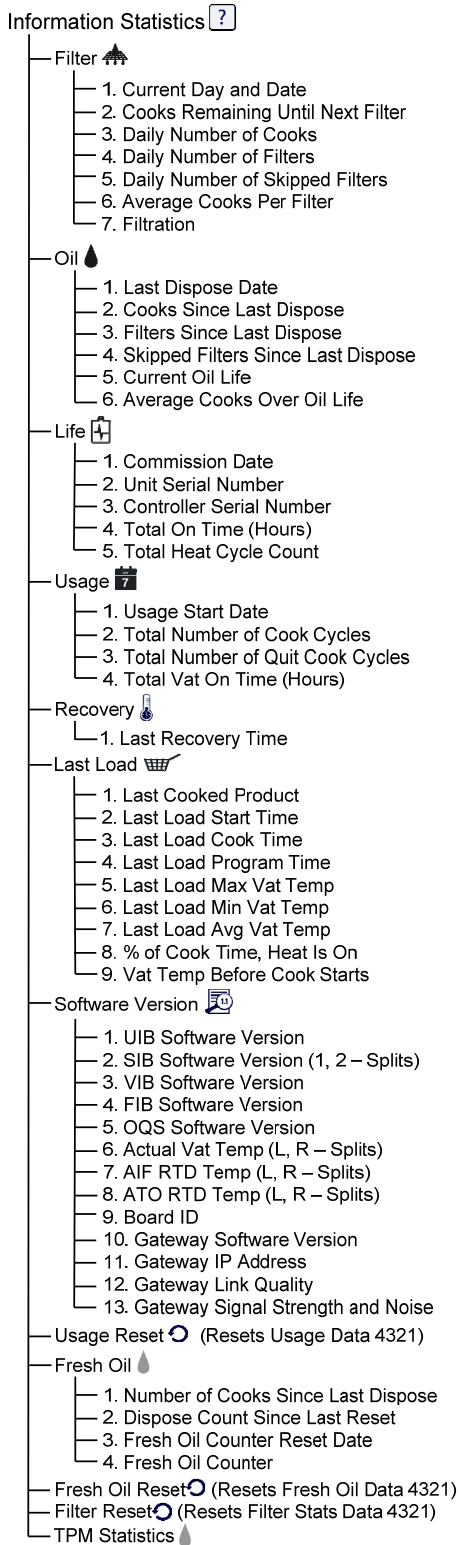 Information Statistics ?
Filter
1. Current Day and Date
2. Cooks Remaining Until Next Filter
3. Daily Number of Cooks
4. Daily Number of Filters
5. Daily Number of Skipped Filters
6. Average Cooks Per Filter
7. Filtration
Oil
1. Last Dispose Date
2. Cooks Since Last Dispose
3. Filters Since Last Dispose
4. Skipped Filters Since Last Dispose
5. Current Oil Life
6. Average Cooks Over Oil Life
Life
1. Commission Date
2. Unit Serial Number
3. Controller Serial Number
4. Total On Time (Hours)
5. Total Heat Cycle Count
Usage 7
1. Usage Start Date
2. Total Number of Cook Cycles
3. Total Number of Quit Cook Cycles
4. Total Vat On Time (Hours)
Recovery
1. Last Recovery Time
Last Load
1. Last Cooked Product
2. Last Load Start Time
3. Last Load Cook Time
4. Last Load Program Time
5. Last Load Max Vat Temp
6. Last Load Min Vat Temp
7. Last Load Avg Vat Temp
8. % of Cook Time, Heat Is On
9. Vat Temp Before Cook Starts
Software Version 1.1
1. UIB Software Version
2. SIB Software Version (1, 2 – Splits)
3. VIB Software Version
4. FIB Software Version
5. OQS Software Version
6. Actual Vat Temp (L, R – Splits)
7. AIF RTD Temp (L, R – Splits)
8. ATO RTD Temp (L, R – Splits)
9. Board ID
10. Gateway Software Version
11. Gateway IP Address
12. Gateway Link Quality
13. Gateway Signal Strength and Noise
Usage Reset (Resets Usage Data 4321)
Fresh Oil
1. Number of Cooks Since Last Dispose
2. Dispose Count Since Last Reset
3. Fresh Oil Counter Reset Date
4. Fresh Oil Counter
Fresh Oil Reset (Resets Fresh Oil Data 4321)
Filter Reset (Resets Filter Stats Data 4321)
TPM Statistics